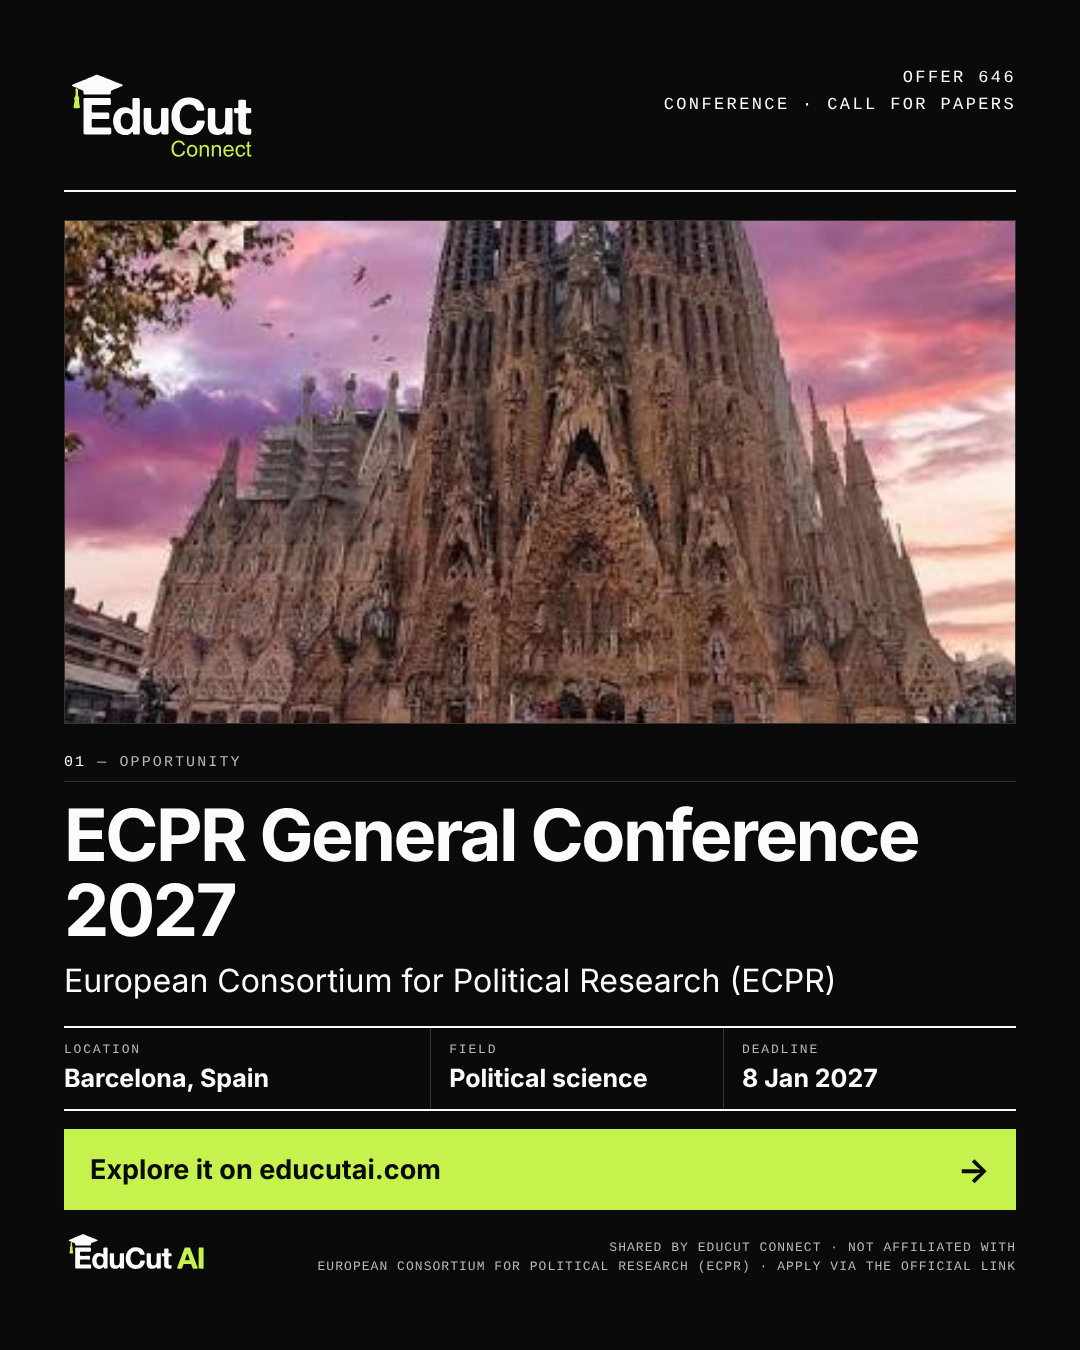 EduCut
Connect
OFFER 646
CONFERENCE · CALL FOR PAPERS
01 — OPPORTUNITY
ECPR General Conference
2027
European Consortium for Political Research (ECPR)
LOCATION
Barcelona, Spain
FIELD
Political science
DEADLINE
8 Jan 2027
Explore it on educutai.com →
EduCut AI
SHARED BY EDUCUT CONNECT · NOT AFFILIATED WITH
EUROPEAN CONSORTIUM FOR POLITICAL RESEARCH (ECPR) · APPLY VIA THE OFFICIAL LINK